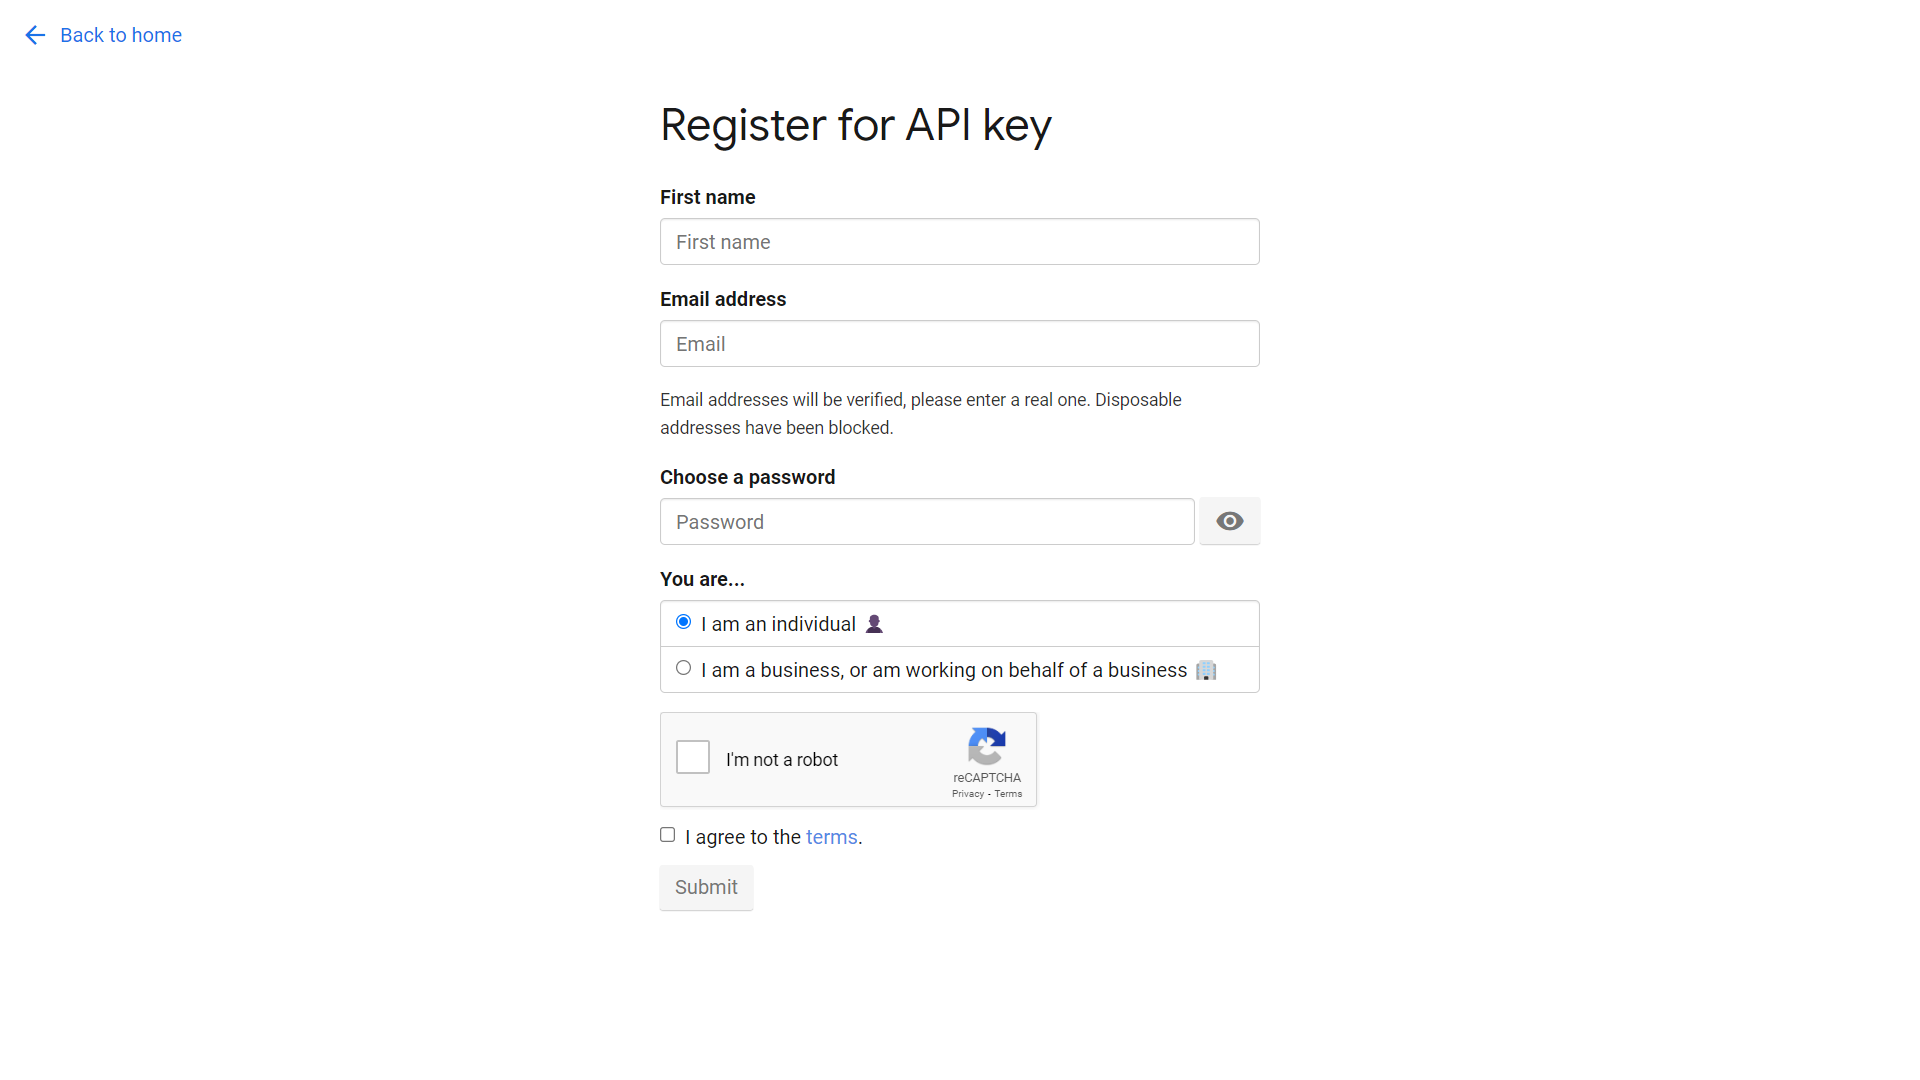 Back to home
Register for API key
First name
First name
Email address
Email
Email addresses will be verified, please enter a real one. Disposable
addresses have been blocked.
Choose a password
Password
You are...
I am an individual
I am a business, or am working on behalf of a business
I'm not a robot
reCAPTCHA
Privacy - Terms
I agree to the terms.
Submit